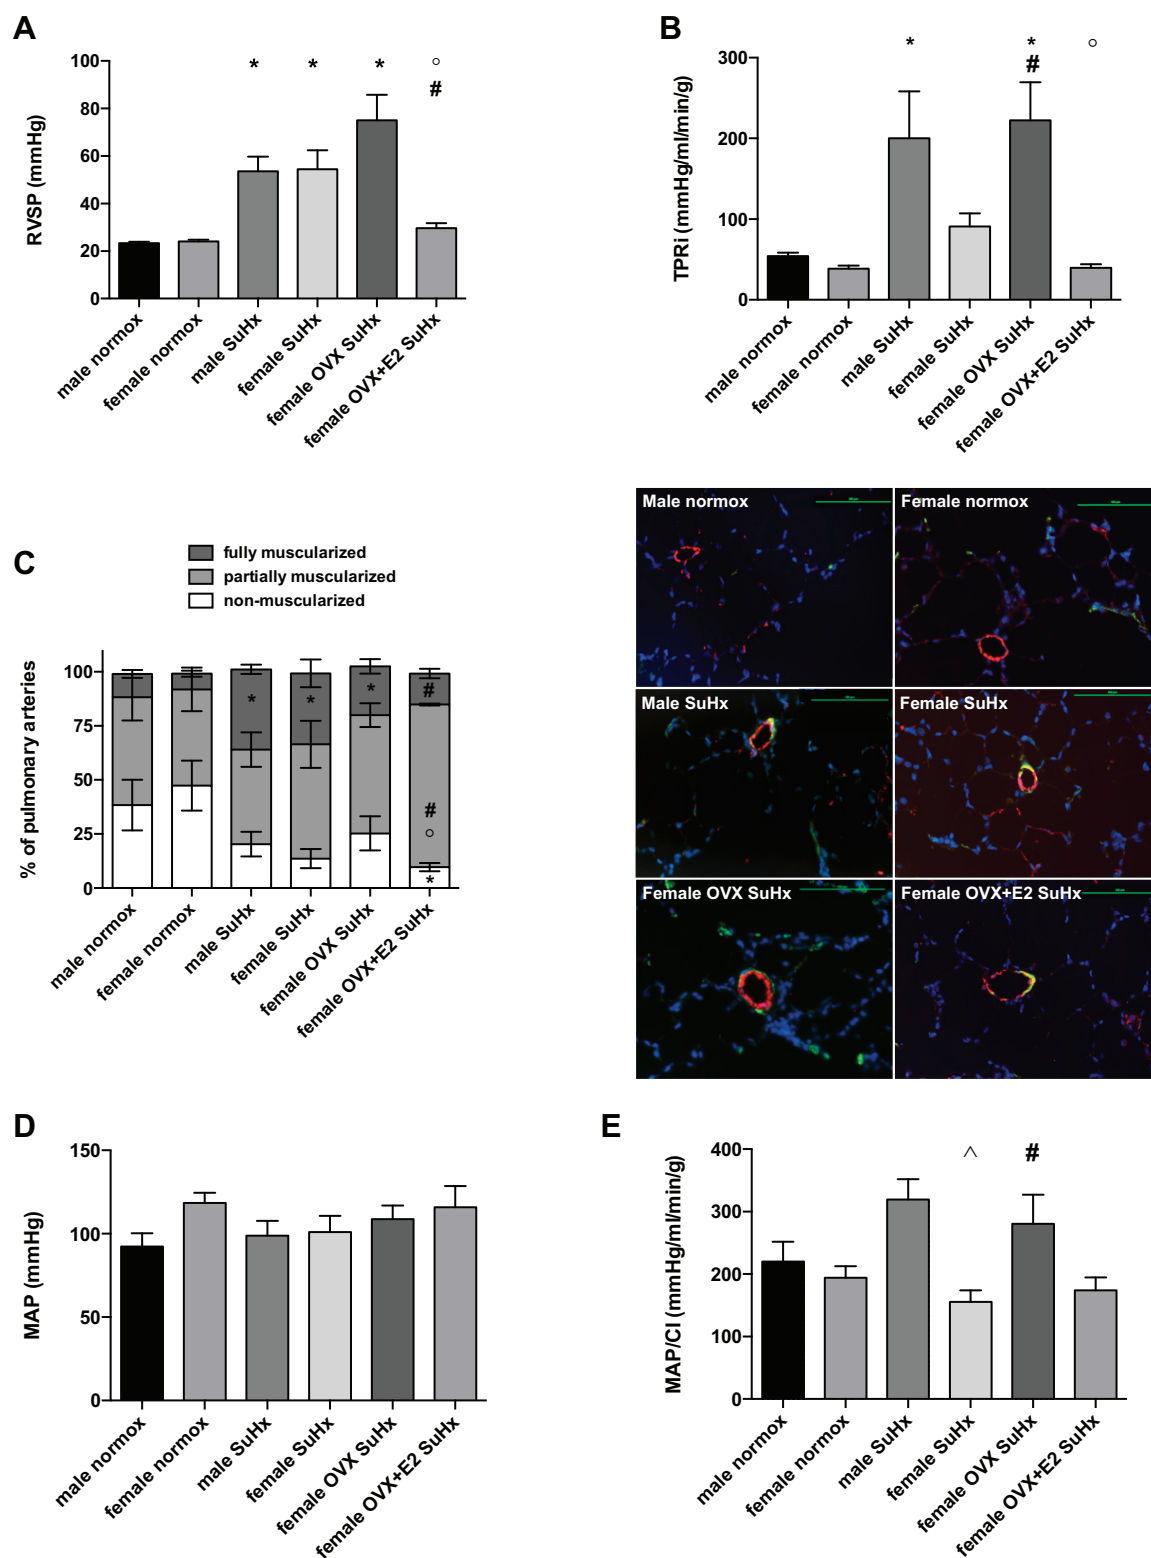 A
RVSP (mmHg)
100
80
60
40
20
0
* * * ° #
male normox
female normox
male SuHx
female SuHx
female OVX SuHx
female OVX+E2 SuHx
B
TPRi (mmHg/ml/min/g)
300
200
100
0
* * # °
male normox
female normox
male SuHx
female SuHx
female OVX SuHx
female OVX+E2 SuHx
C
fully muscularized
partially muscularized
non-muscularized
% of pulmonary arteries
100
75
50
25
0
* * * #
#
°
*
male normox
female normox
male SuHx
female SuHx
female OVX SuHx
female OVX+E2 SuHx
Male normox
Female normox
Male SuHx
Female SuHx
Female OVX SuHx
Female OVX+E2 SuHx
D
MAP (mmHg)
150
100
50
0
male normox
female normox
male SuHx
female SuHx
female OVX SuHx
female OVX+E2 SuHx
E
MAP/CI (mmHg/ml/min/g)
400
300
200
100
0
^ #
male normox
female normox
male SuHx
female SuHx
female OVX SuHx
female OVX+E2 SuHx